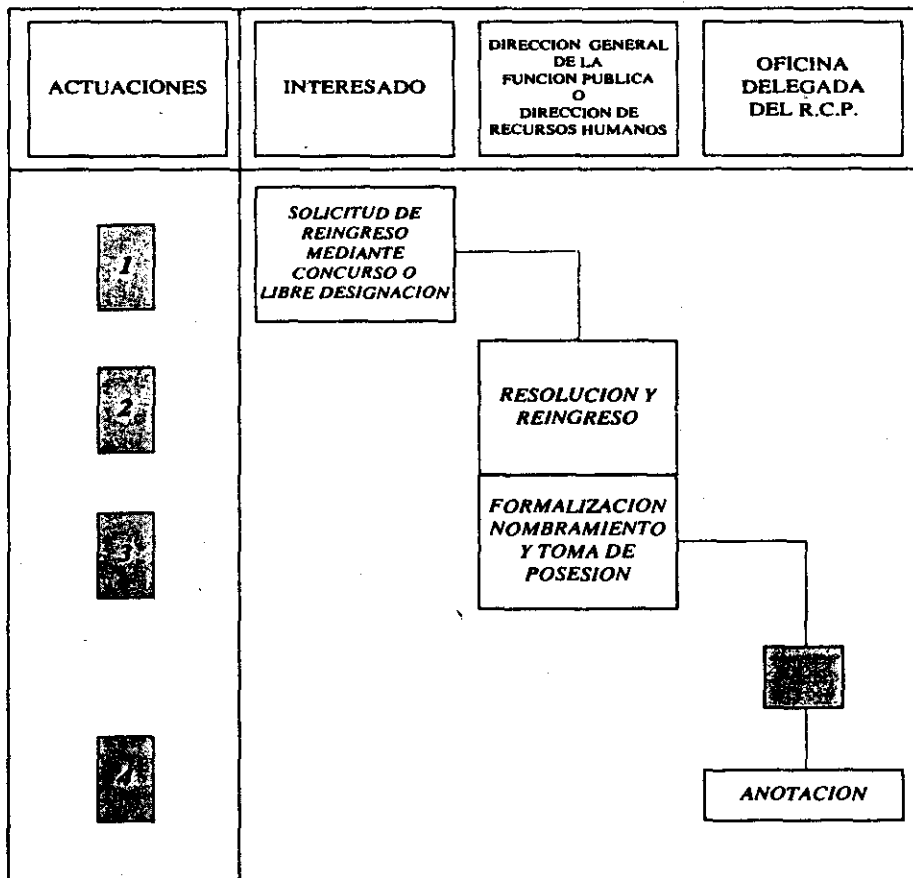 ACTUACIONES
INTERESADO
DIRECCION GENERAL
DE LA
FUNCION PUBLICA
O
DIRECCION DE
RECURSOS HUMANOS
OFICINA
DELEGADA
DEL R.C.P.
1
SOLICITUD DE
REINGRESO
MEDIANTE
CONCURSO O
LIBRE DESIGNACION
2
RESOLUCION Y
REINGRESO
3
FORMALIZACION
NOMBRAMIENTO
Y TOMA DE
POSESION
4
ANOTACION